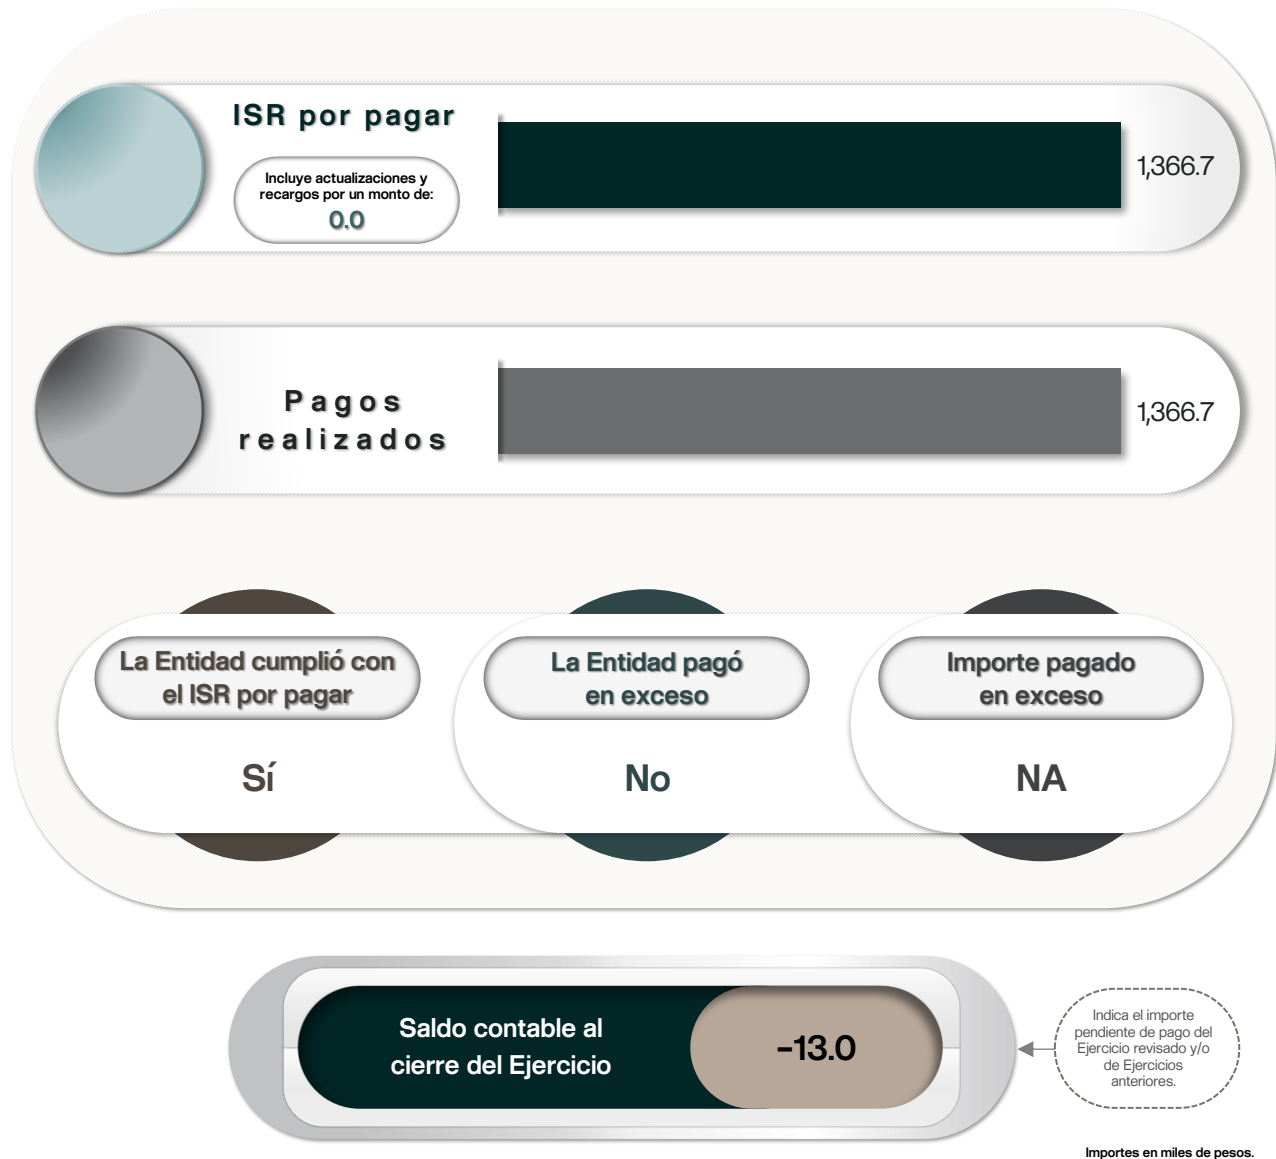 ISR por pagar
Incluye actualizaciones y
recargos por un monto de:
0.0
1,366.7
Pagos
realizados
1,366.7
La Entidad cumplió con
el ISR por pagar
Sí
La Entidad pagó
en exceso
No
Importe pagado
en exceso
NA
Saldo contable al
cierre del Ejercicio
-13.0
Indica el importe
pendiente de pago del
Ejercicio revisado y/o
de Ejercicios
anteriores.
Importes en miles de pesos.